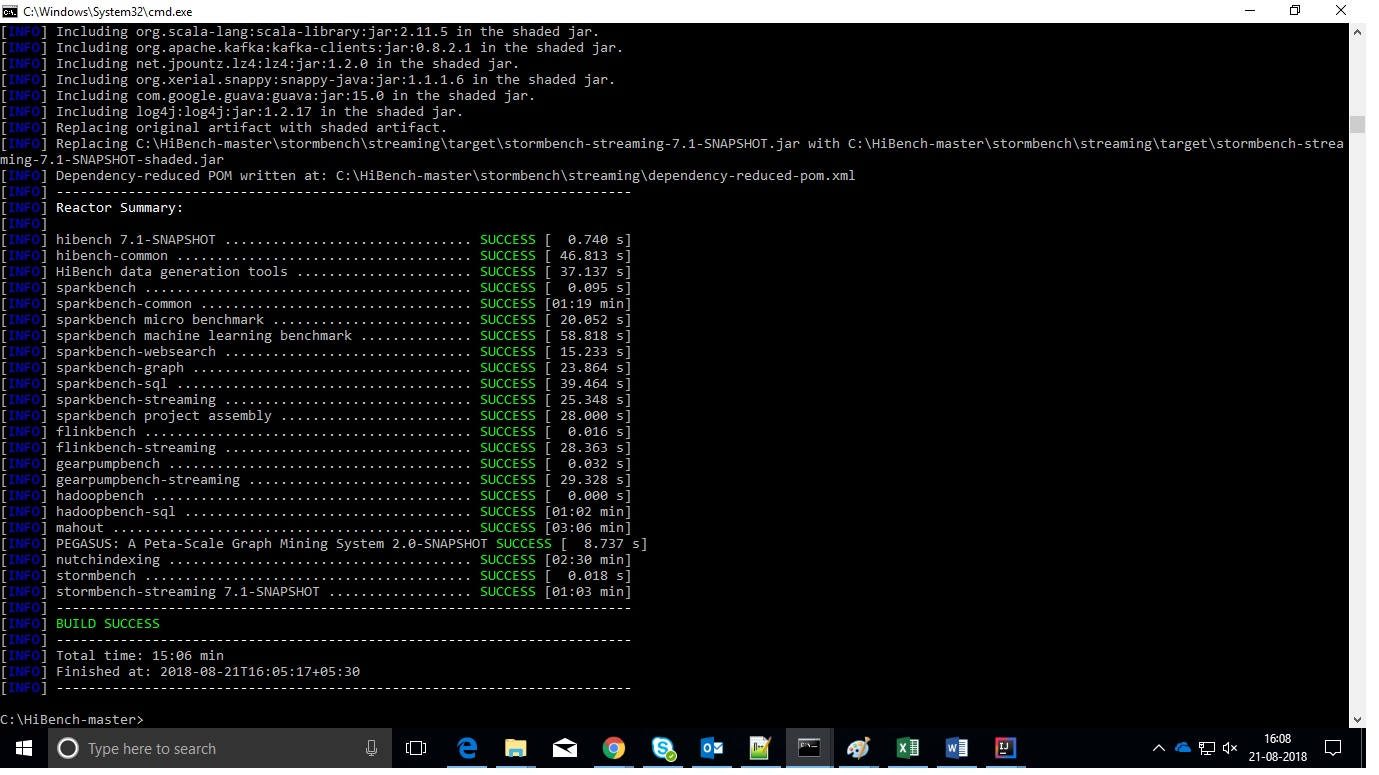 C:\Windows\System32\cmd.exe
[INFO] Including org.scala-lang:scala-library:jar:2.11.5 in the shaded jar.
[INFO] Including org.apache.kafka:kafka-clients:jar:0.8.2.1 in the shaded jar.
[INFO] Including net.jpountz.lz4:lz4:jar:1.2.0 in the shaded jar.
[INFO] Including org.xerial.snappy:snappy-java:jar:1.1.1.6 in the shaded jar.
[INFO] Including com.google.guava:guava:jar:15.0 in the shaded jar.
[INFO] Including log4j:log4j:jar:1.2.17 in the shaded jar.
[INFO] Replacing original artifact with shaded artifact.
[INFO] Replacing C:\HiBench-master\stormbench\streaming\target\stormbench-streaming-7.1-SNAPSHOT.jar with C:\HiBench-master\stormbench\streaming\target\stormbench-strea
ming-7.1-SNAPSHOT-shaded.jar
[INFO] Dependency-reduced POM written at: C:\HiBench-master\stormbench\streaming\dependency-reduced-pom.xml
[INFO] ------------------------------------------------------------------------
[INFO] Reactor Summary:
[INFO]
[INFO] hibench 7.1-SNAPSHOT ............................... SUCCESS [  0.740 s]
[INFO] hibench-common ..................................... SUCCESS [ 46.813 s]
[INFO] HiBench data generation tools ...................... SUCCESS [ 37.137 s]
[INFO] sparkbench ......................................... SUCCESS [  0.095 s]
[INFO] sparkbench-common .................................. SUCCESS [01:19 min]
[INFO] sparkbench micro benchmark ......................... SUCCESS [ 20.052 s]
[INFO] sparkbench machine learning benchmark .............. SUCCESS [ 58.818 s]
[INFO] sparkbench-websearch ............................... SUCCESS [ 15.233 s]
[INFO] sparkbench-graph ................................... SUCCESS [ 23.864 s]
[INFO] sparkbench-sql ..................................... SUCCESS [ 39.464 s]
[INFO] sparkbench-streaming ............................... SUCCESS [ 25.348 s]
[INFO] sparkbench project assembly ........................ SUCCESS [ 28.000 s]
[INFO] flinkbench ......................................... SUCCESS [  0.016 s]
[INFO] flinkbench-streaming ............................... SUCCESS [ 28.363 s]
[INFO] gearpumpbench ...................................... SUCCESS [  0.032 s]
[INFO] gearpumpbench-streaming ............................ SUCCESS [ 29.328 s]
[INFO] hadoopbench ........................................ SUCCESS [  0.000 s]
[INFO] hadoopbench-sql .................................... SUCCESS [01:02 min]
[INFO] mahout ............................................. SUCCESS [03:06 min]
[INFO] PEGASUS: A Peta-Scale Graph Mining System 2.0-SNAPSHOT SUCCESS [  8.737 s]
[INFO] nutchindexing ...................................... SUCCESS [02:30 min]
[INFO] stormbench ......................................... SUCCESS [  0.018 s]
[INFO] stormbench-streaming 7.1-SNAPSHOT .................. SUCCESS [01:03 min]
[INFO] ------------------------------------------------------------------------
[INFO] BUILD SUCCESS
[INFO] ------------------------------------------------------------------------
[INFO] Total time: 15:06 min
[INFO] Finished at: 2018-08-21T16:05:17+05:30
[INFO] ------------------------------------------------------------------------
C:\HiBench-master>
Type here to search
16:08
21-08-2018